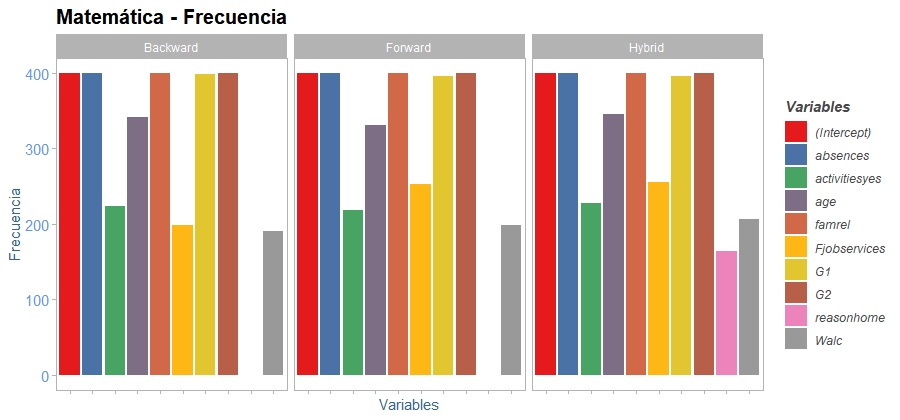 Matemática - Frecuencia
Backward
Forward
Hybrid
Frecuencia
400
300
200
100
0
Variables
Variables
(Intercept)
absences
activitiesyes
age
famrel
Fjobservices
G1
G2
reasonhome
Walc